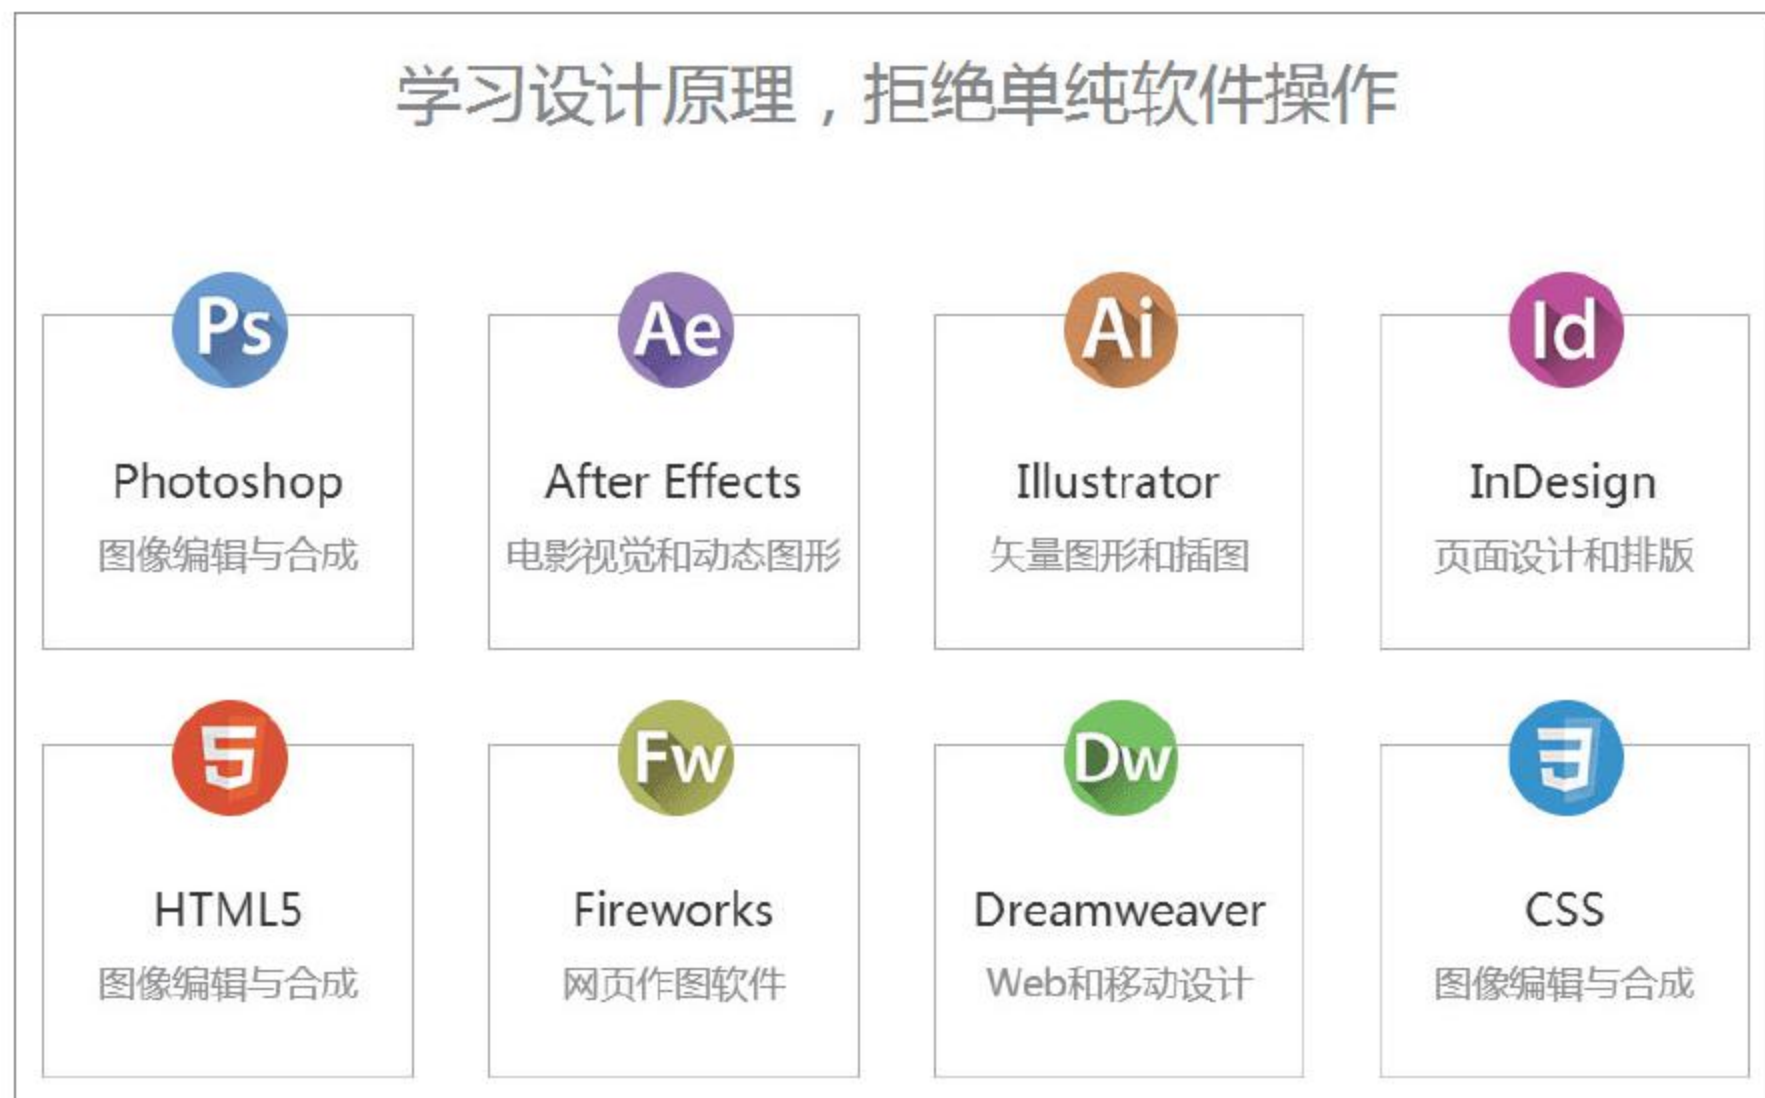 学习设计原理，拒绝单纯软件操作
Ps
Ae
Ai
Id
Photoshop
After Effects
Illustrator
InDesign
图像编辑与合成
电影视觉和动态图形
矢量图形和插图
页面设计和排版
5
Fw
Dw
3
HTML5
Fireworks
Dreamweaver
CSS
图像编辑与合成
网页作图软件
Web和移动设计
图像编辑与合成